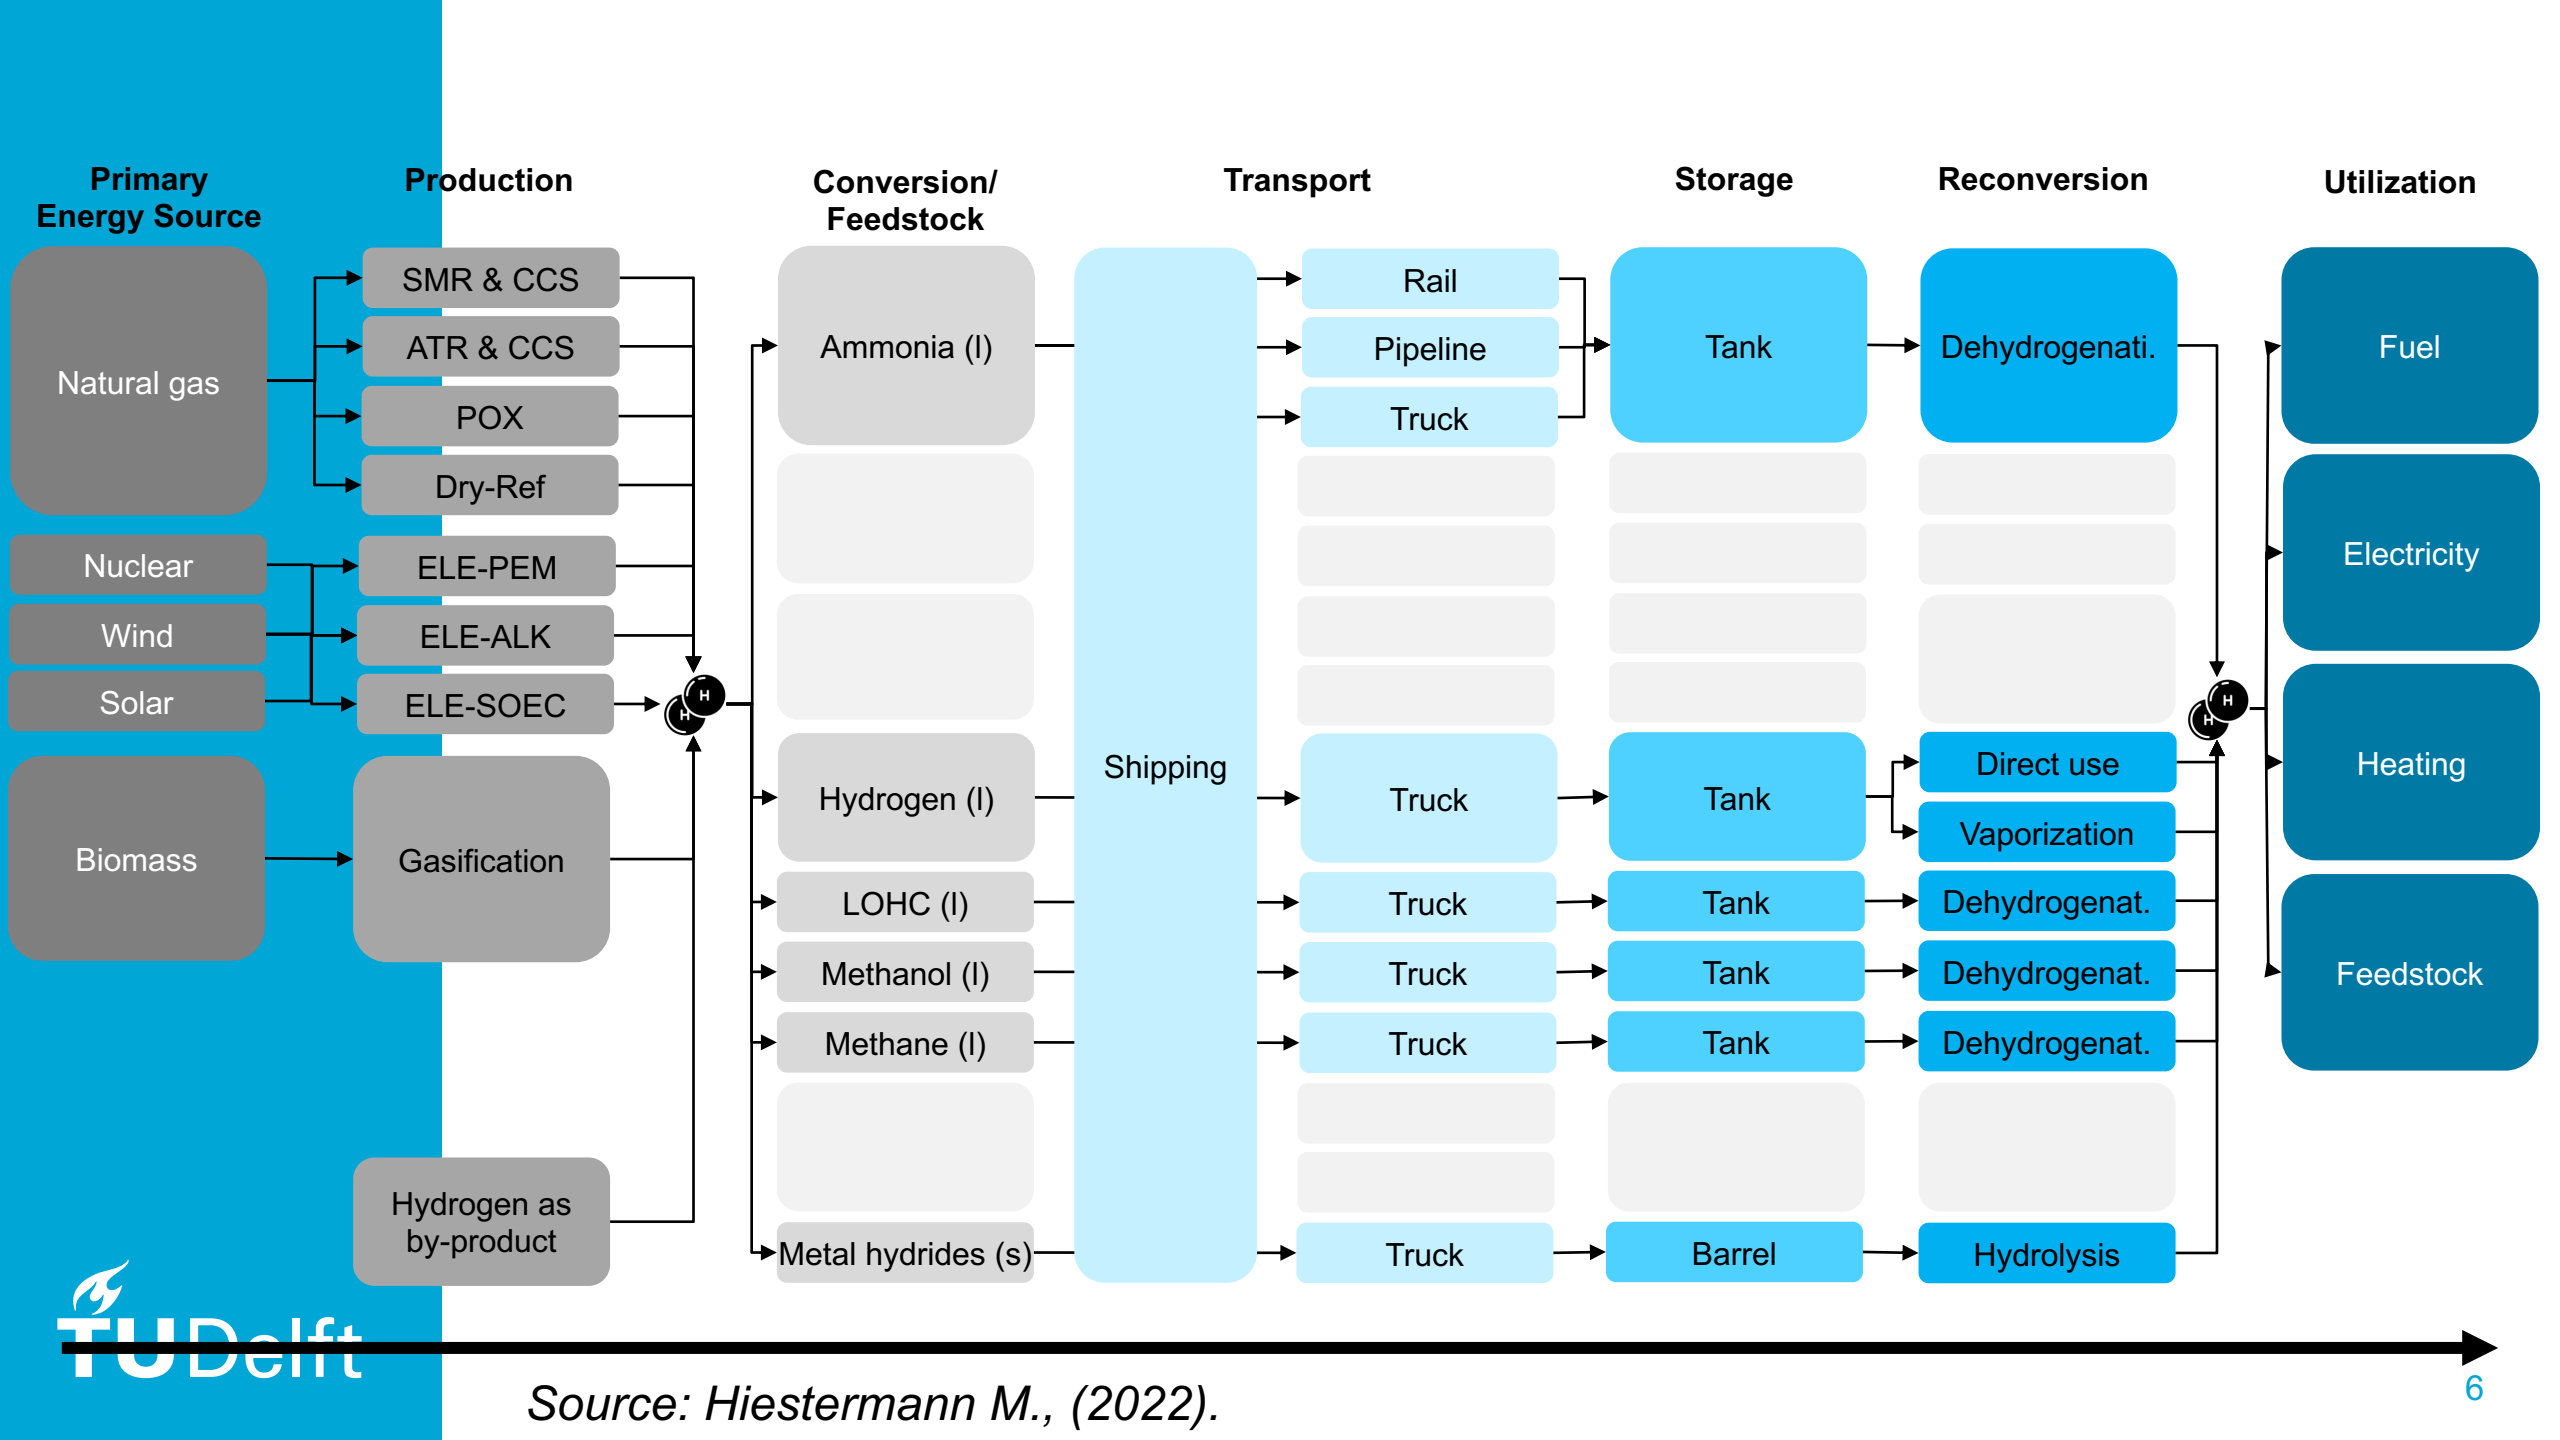 Primary
Energy Source
Production
Conversion/
Feedstock
Transport
Storage
Reconversion
Utilization
Natural gas
Nuclear
Wind
Solar
Biomass
SMR & CCS
ATR & CCS
POX
Dry-Ref
ELE-PEM
ELE-ALK
ELE-SOEC
Gasification
Hydrogen as
by-product
H
H
Ammonia (l)
Hydrogen (l)
LOHC (l)
Methanol (l)
Methane (l)
Metal hydrides (s)
Shipping
Rail
Pipeline
Truck
Truck
Truck
Truck
Truck
Truck
Tank
Tank
Tank
Tank
Tank
Barrel
Dehydrogenati.
Direct use
Vaporization
Dehydrogenat.
Dehydrogenat.
Dehydrogenat.
Hydrolysis
H
H
Fuel
Electricity
Heating
Feedstock
TUDelft
Source: Hiestermann M., (2022).
6